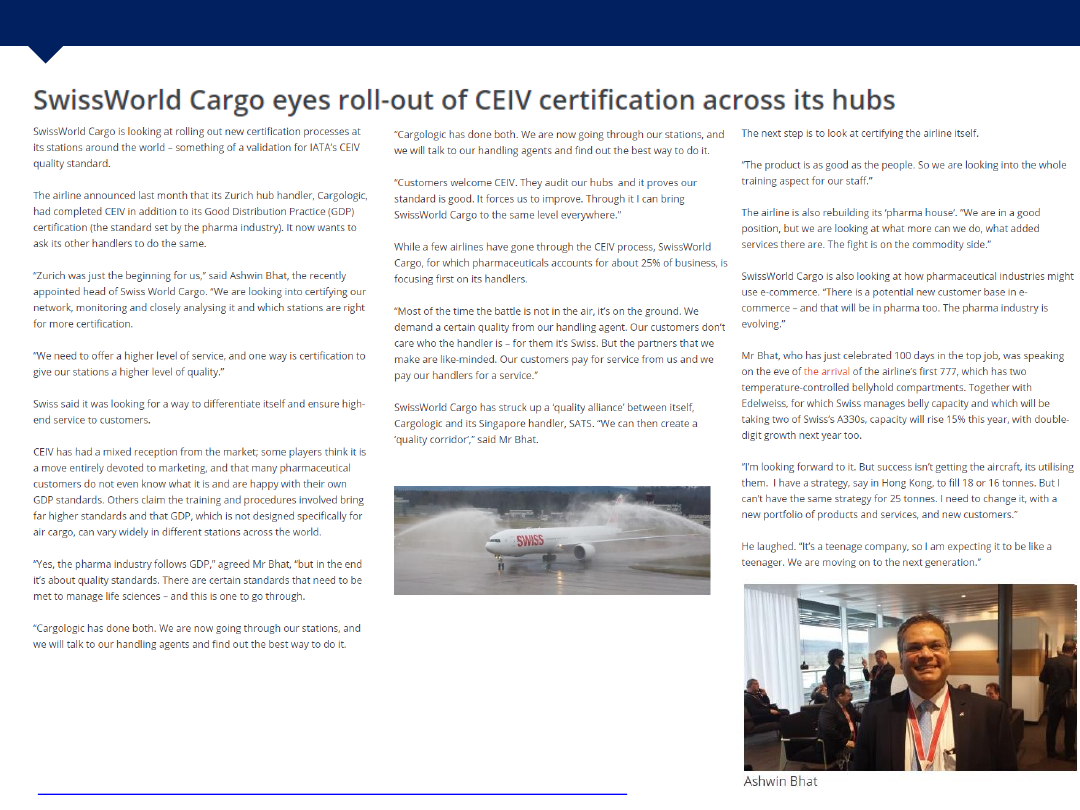 SwissWorld Cargo eyes roll-out of CEIV certification across its hubs
SwissWorld Cargo is looking at rolling out new certification processes at
its stations around the world – something of a validation for IATA's CEIV
quality standard.
The airline announced last month that its Zurich hub handler, Cargologic,
had completed CEIV in addition to its Good Distribution Practice (GDP)
certification (the standard set by the pharma industry). It now wants to
ask its other handlers to do the same.
“Zurich was just the beginning for us,” said Ashwin Bhat, the recently
appointed head of Swiss World Cargo. “We are looking into certifying our
network, monitoring and closely analysing it and which stations are right
for more certification.
“We need to offer a higher level of service, and one way is certification to
give our stations a higher level of quality.”
Swiss said it was looking for a way to differentiate itself and ensure high-
end service to customers.
CEIV has had a mixed reception from the market; some players think it is
a move entirely devoted to marketing, and that many pharmaceutical
customers do not even know what it is and are happy with their own
GDP standards. Others claim the training and procedures involved bring
far higher standards and that GDP, which is not designed specifically for
air cargo, can vary widely in different stations across the world.
“Yes, the pharma industry follows GDP,” agreed Mr Bhat, “but in the end
it's about quality standards. There are certain standards that need to be
met to manage life sciences – and this is one to go through.
“Cargologic has done both. We are now going through our stations, and
we will talk to our handling agents and find out the best way to do it.
“Cargologic has done both. We are now going through our stations, and
we will talk to our handling agents and find out the best way to do it.
“Customers welcome CEIV. They audit our hubs and it proves our
standard is good. It forces us to improve. Through it I can bring
SwissWorld Cargo to the same level everywhere.”
While a few airlines have gone through the CEIV process, SwissWorld
Cargo, for which pharmaceuticals accounts for about 25% of business, is
focusing first on its handlers.
“Most of the time the battle is not in the air, it's on the ground. We
demand a certain quality from our handling agent. Our customers don't
care who the handler is – for them it's Swiss. But the partners that we
make are like-minded. Our customers pay for service from us and we
pay our handlers for a service.”
SwissWorld Cargo has struck up a ‘quality alliance’ between itself,
Cargologic and its Singapore handler, SATS. “We can then create a
‘quality corridor’,” said Mr Bhat.
SWISS
The next step is to look at certifying the airline itself.
“The product is as good as the people. So we are looking into the whole
training aspect for our staff.”
The airline is also rebuilding its ‘pharma house’. “We are in a good
position, but we are looking at what more can we do, what added
services there are. The fight is on the commodity side.”
SwissWorld Cargo is also looking at how pharmaceutical industries might
use e-commerce. “There is a potential new customer base in e-
commerce – and that will be in pharma too. The pharma industry is
evolving.”
Mr Bhat, who has just celebrated 100 days in the top job, was speaking
on the eve of the arrival of the airline's first 777, which has two
temperature-controlled bellyhold compartments. Together with
Edelweiss, for which Swiss manages belly capacity and which will be
taking two of Swiss's A330s, capacity will rise 15% this year, with double-
digit growth next year too.
“I'm looking forward to it. But success isn't getting the aircraft, its utilising
them. I have a strategy, say in Hong Kong, to fill 18 or 16 tonnes. But I
can't have the same strategy for 25 tonnes. I need to change it, with a
new portfolio of products and services, and new customers.”
He laughed. “It's a teenage company, so I am expecting it to be like a
teenager. We are moving on to the next generation.”
Ashwin Bhat